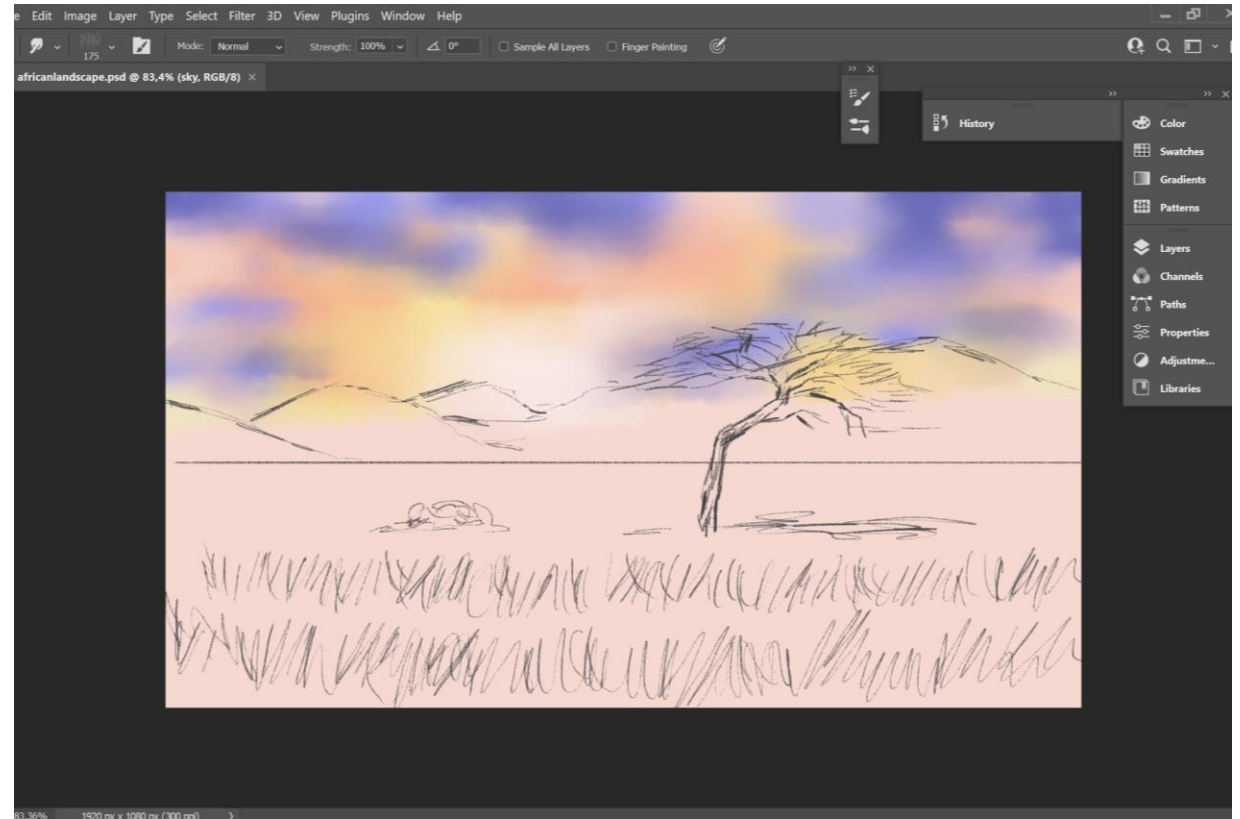 e Edit Image Layer Type Select Filter 3D View Plugins Window Help
175 Mode: Normal Strength: 100% 0° Sample All Layers Finger Painting
africanlandscape.psd @ 83,4% (sky, RGB/8) ×
History
Color
Swatches
Gradients
Patterns
Layers
Channels
Paths
Properties
Adjustme...
Libraries
83.36% 1920 px x 1080 px (300 ppi)